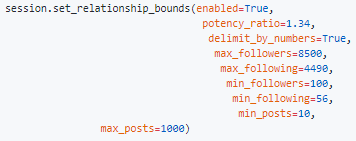 session.set_relationship_bounds(enabled=True,
potency_ratio=1.34,
delimit_by_numbers=True,
max_followers=8500,
max_following=4490,
min_followers=100,
min_following=56,
min_posts=10,
max_posts=1000)